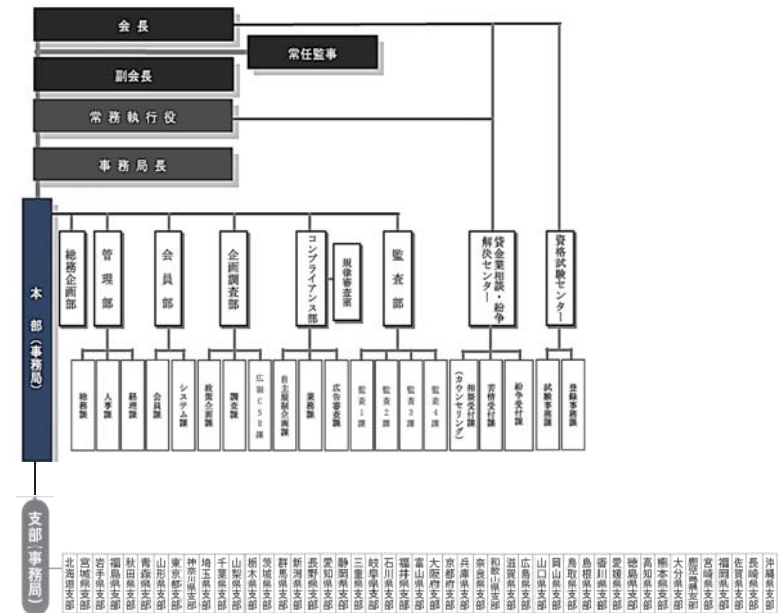 会長
常任監事
副会長
常務執行役
事務局長
本部(事務局)
総務企画部
管理部
会員部
企画調査部
コンプライアンス部
規律審査室
監査部
貸金業相談・紛争解決センター
資格試験センター
総務課
人事課
経理課
会員課
システム課
政策企画課
調査課
広報CSR課
自主規制企画課
業務課
広告審査課
監査1課
監査2課
監査3課
監査4課
相談受付課(カウンセリング)
苦情受付課
紛争受付課
試験事務課
登録事務課
支部(事務局)
北海道支部
宮城県支部
岩手県支部
福島県支部
秋田県支部
青森県支部
山形県支部
東京都支部
神奈川県支部
埼玉県支部
千葉県支部
山梨県支部
栃木県支部
茨城県支部
群馬県支部
新潟県支部
長野県支部
愛知県支部
静岡県支部
三重県支部
岐阜県支部
石川県支部
福井県支部
富山県支部
大阪府支部
京都府支部
兵庫県支部
奈良県支部
和歌山県支部
滋賀県支部
広島県支部
山口県支部
岡山県支部
鳥取県支部
島根県支部
香川県支部
愛媛県支部
徳島県支部
高知県支部
熊本県支部
大分県支部
鹿児島県支部
宮崎県支部
福岡県支部
佐賀県支部
長崎県支部
沖縄県支部